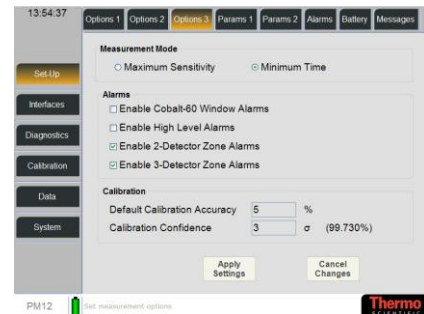 13:54:37
Options 1 Options 2 Options 3 Params 1 Params 2 Alarms Battery Messages
Measurement Mode
Maximum Sensitivity Minimum Time
Set-Up
Alarms
Enable Cobalt-60 Window Alarms
Interfaces
Enable High Level Alarms
Diagnostics
Enable 2-Detector Zone Alarms
Enable 3-Detector Zone Alarms
Calibration
Calibration
Data
Default Calibration Accuracy 5 %
System
Calibration Confidence 3 σ (99.730%)
Apply Settings
Cancel Changes
PM12 Set measurement options
Thermo
SCIENTIFIC